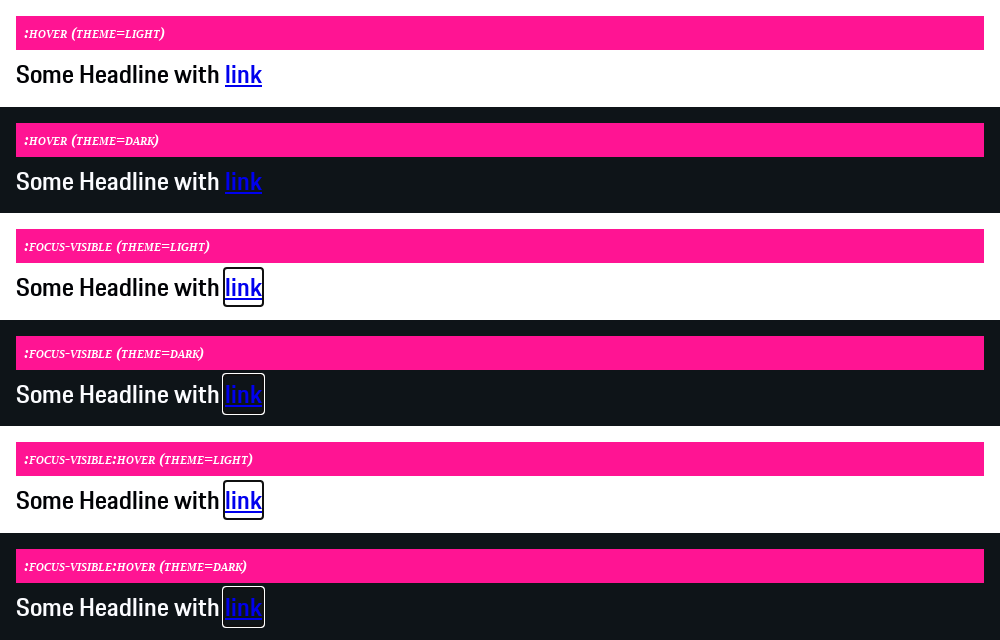 :hover (theme=light)
Some Headline with link
:hover (theme=dark)
Some Headline with link
:focus-visible (theme=light)
Some Headline with link
:focus-visible (theme=dark)
Some Headline with link
:focus-visible:hover (theme=light)
Some Headline with link
:focus-visible:hover (theme=dark)
Some Headline with link